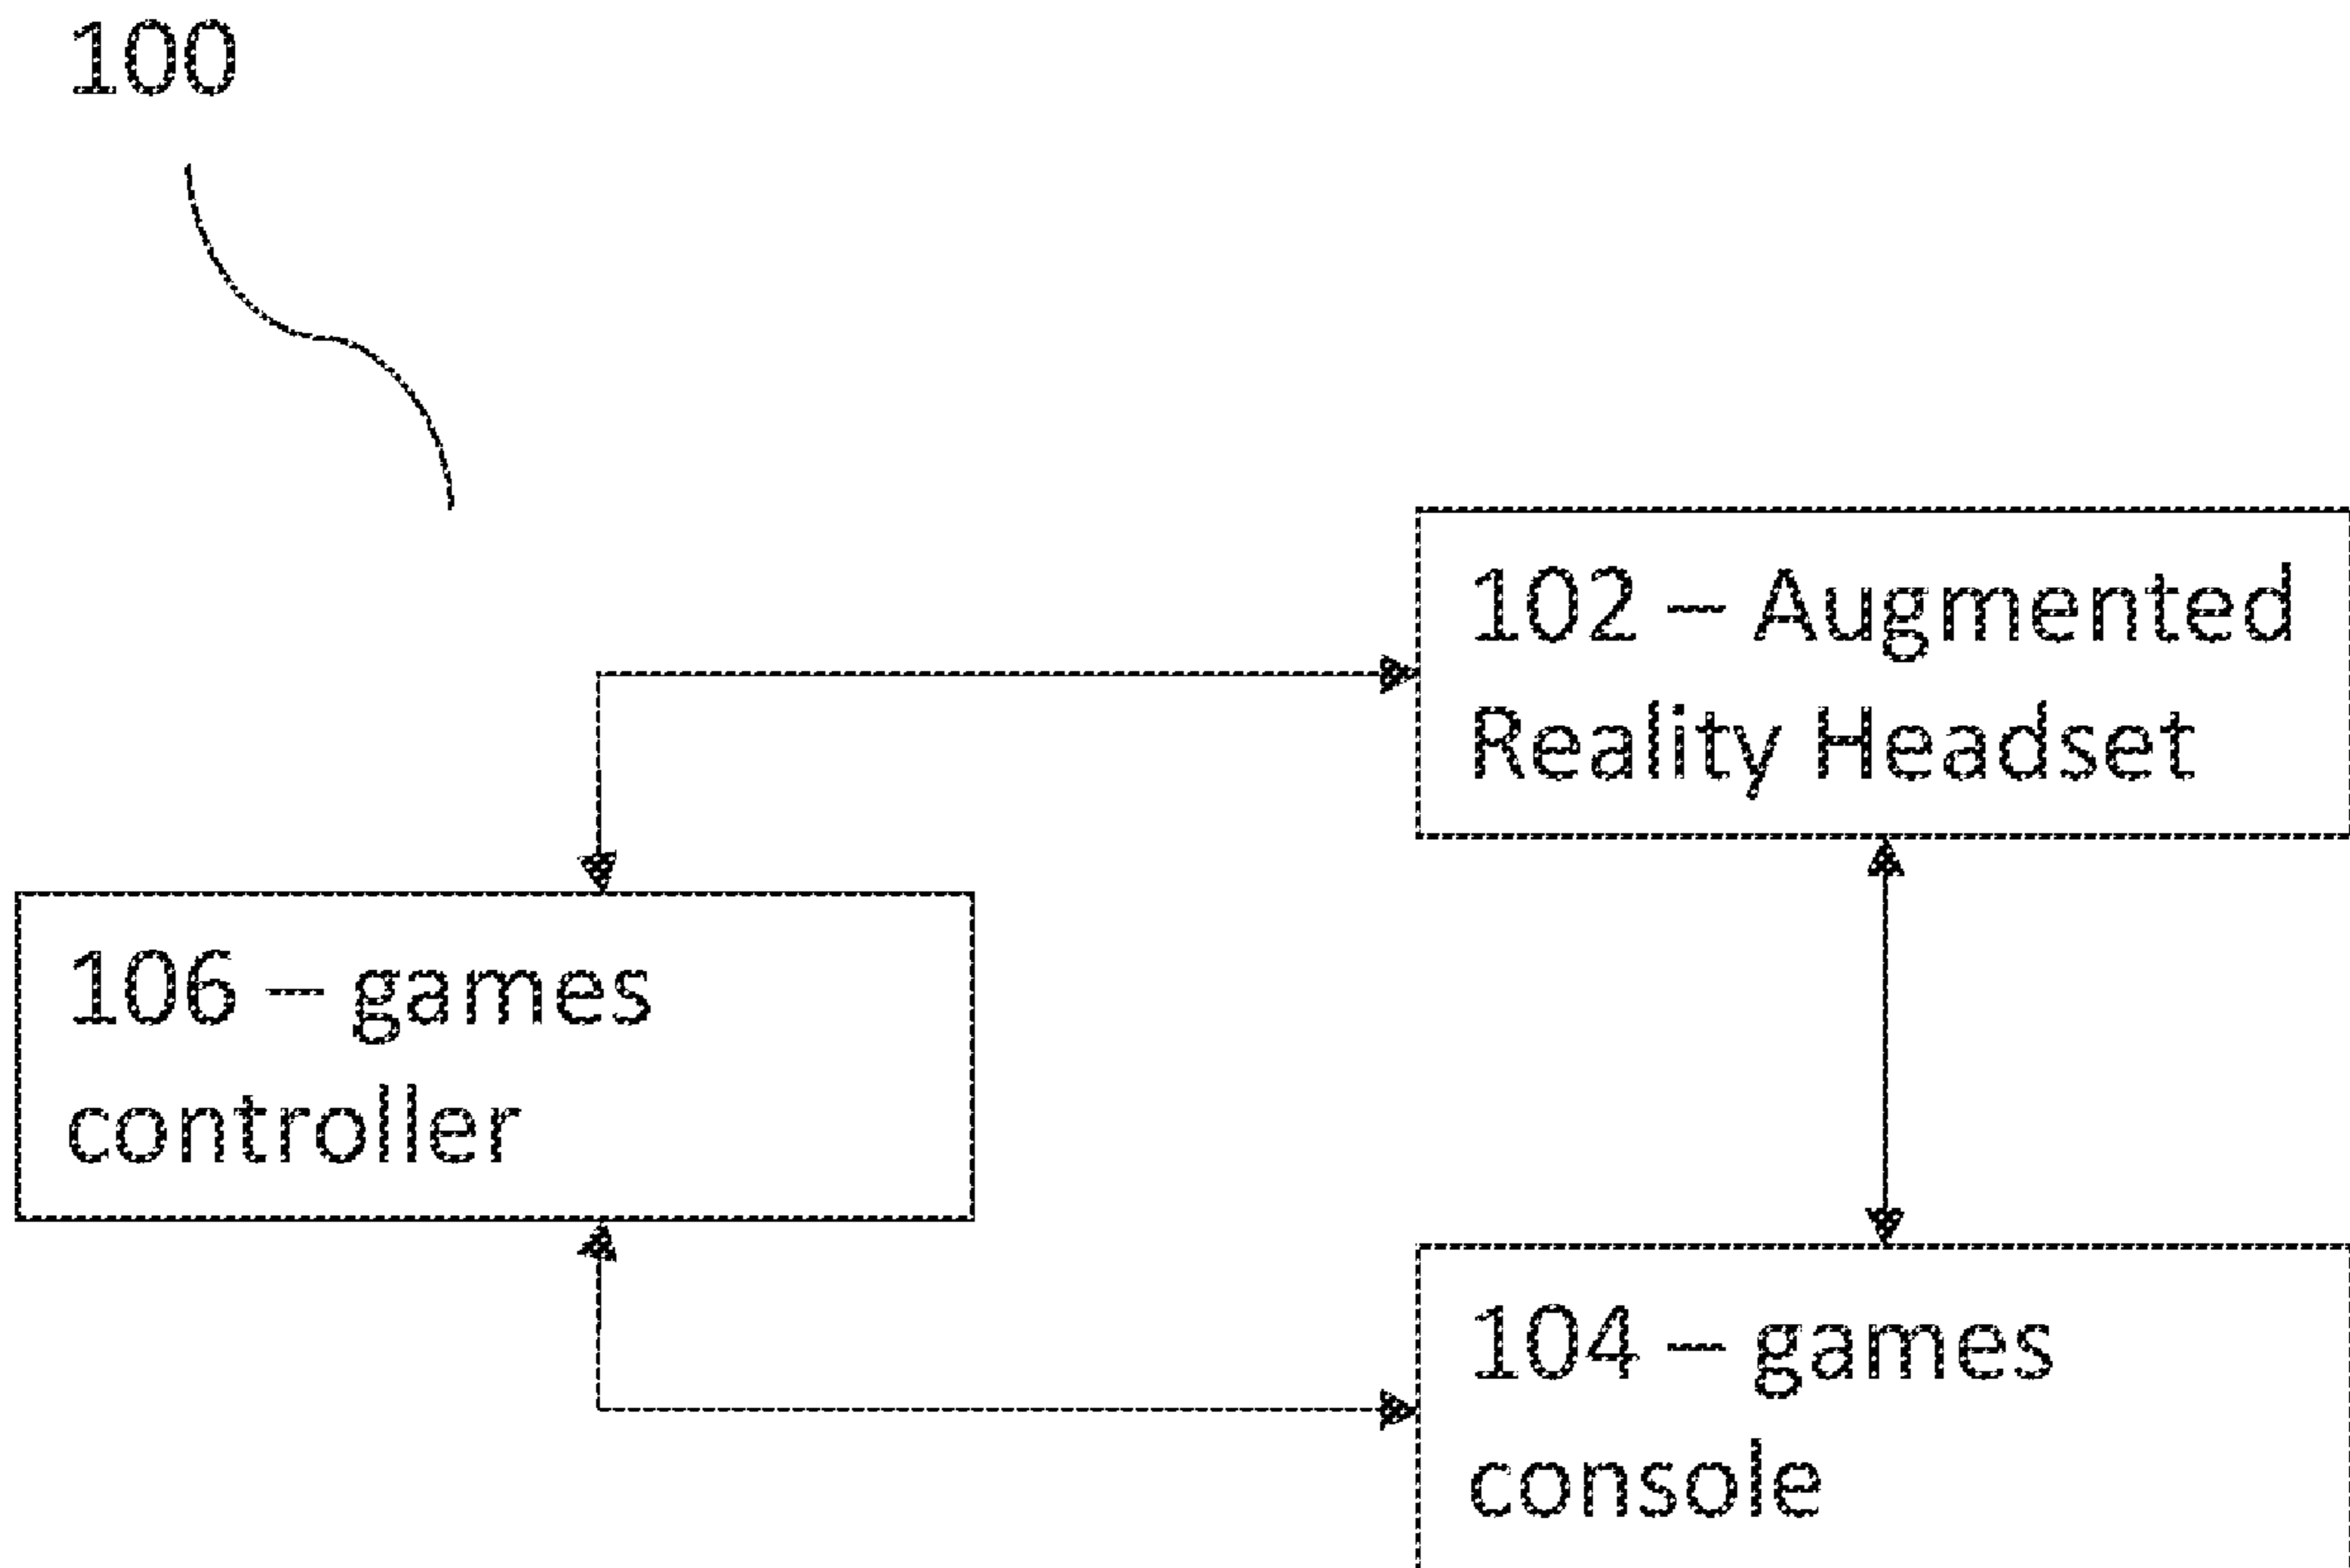 100
102 – Augmented
Reality Headset
106 – games
controller
104 – games
console